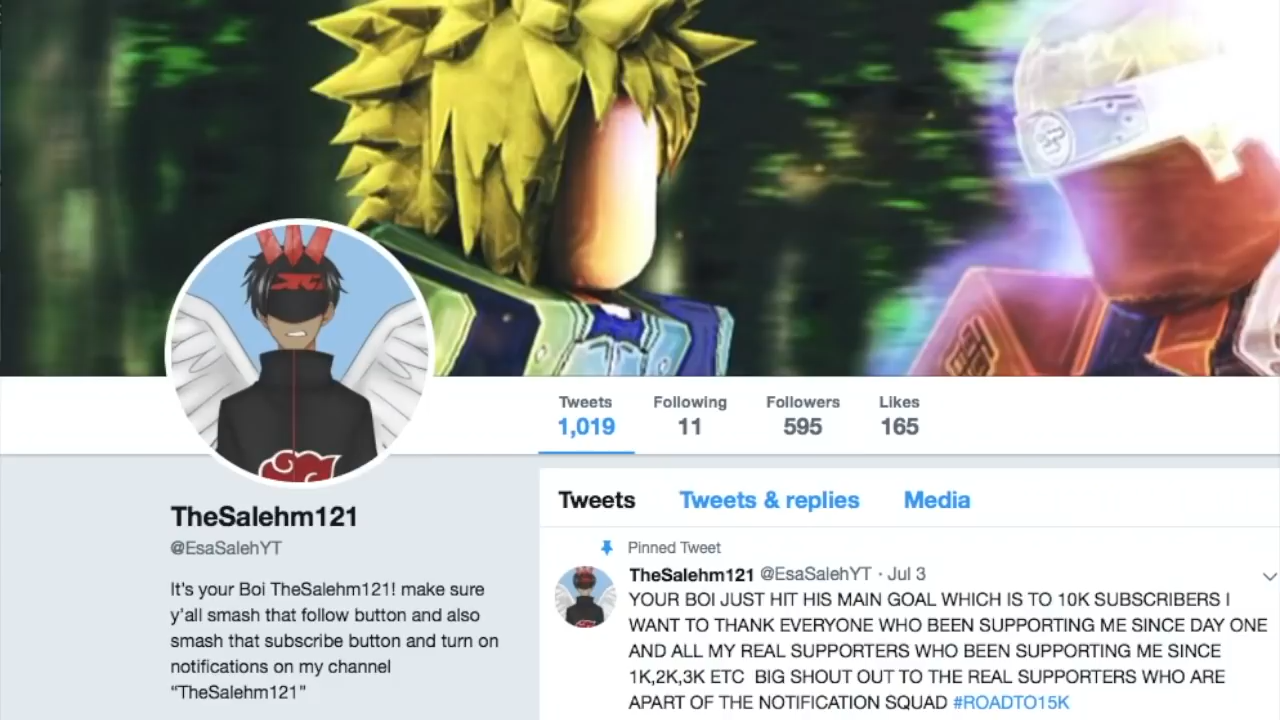 Tweets Following Followers Likes
1,019 11 595 165
TheSalehm121
@EsaSalehYT
It's your Boi TheSalehm121! make sure
y'all smash that follow button and also
smash that subscribe button and turn on
notifications on my channel
"TheSalehm121"
Tweets Tweets & replies Media
Pinned Tweet
TheSalehm121 @EsaSalehYT · Jul 3
YOUR BOI JUST HIT HIS MAIN GOAL WHICH IS TO 10K SUBSCRIBERS I
WANT TO THANK EVERYONE WHO BEEN SUPPORTING ME SINCE DAY ONE
AND ALL MY REAL SUPPORTERS WHO BEEN SUPPORTING ME SINCE
1K,2K,3K ETC BIG SHOUT OUT TO THE REAL SUPPORTERS WHO ARE
APART OF THE NOTIFICATION SQUAD #ROADTO15K